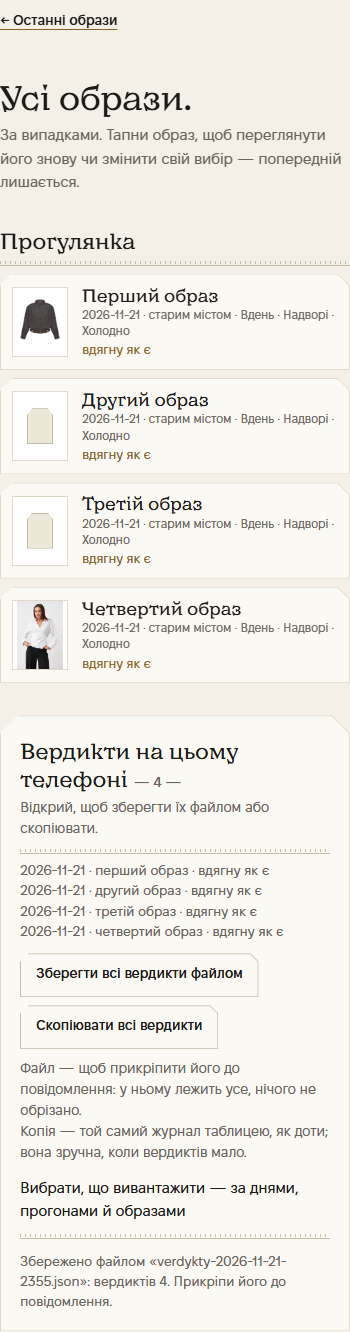 ← Останні образи
Усі образи.
За випадками. Тапни образ, щоб переглянути
його знову чи змінити свій вибір — попередній
лишається.
Прогулянка
Перший образ
2026-11-21 · старим містом · Вдень · Надворі ·
Холодно
вдягну як є
Другий образ
2026-11-21 · старим містом · Вдень · Надворі ·
Холодно
вдягну як є
Третій образ
2026-11-21 · старим містом · Вдень · Надворі ·
Холодно
вдягну як є
Четвертий образ
2026-11-21 · старим містом · Вдень · Надворі ·
Холодно
вдягну як є
Вердикти на цьому
телефоні — 4 —
Відкрий, щоб зберегти їх файлом або
скопіювати.
2026-11-21 · перший образ · вдягну як є
2026-11-21 · другий образ · вдягну як є
2026-11-21 · третій образ · вдягну як є
2026-11-21 · четвертий образ · вдягну як є
Зберегти всі вердикти файлом
Скопіювати всі вердикти
Файл — щоб прикріпити його до
повідомлення: у ньому лежить усе, нічого не
обрізано.
Копія — той самий журнал таблицею, як доти;
вона зручна, коли вердиктів мало.
Вибрати, що вивантажити — за днями,
прогонами й образами
Збережено файлом «verdykty-2026-11-21-
2355.json»: вердиктів 4. Прикріпи його до
повідомлення.